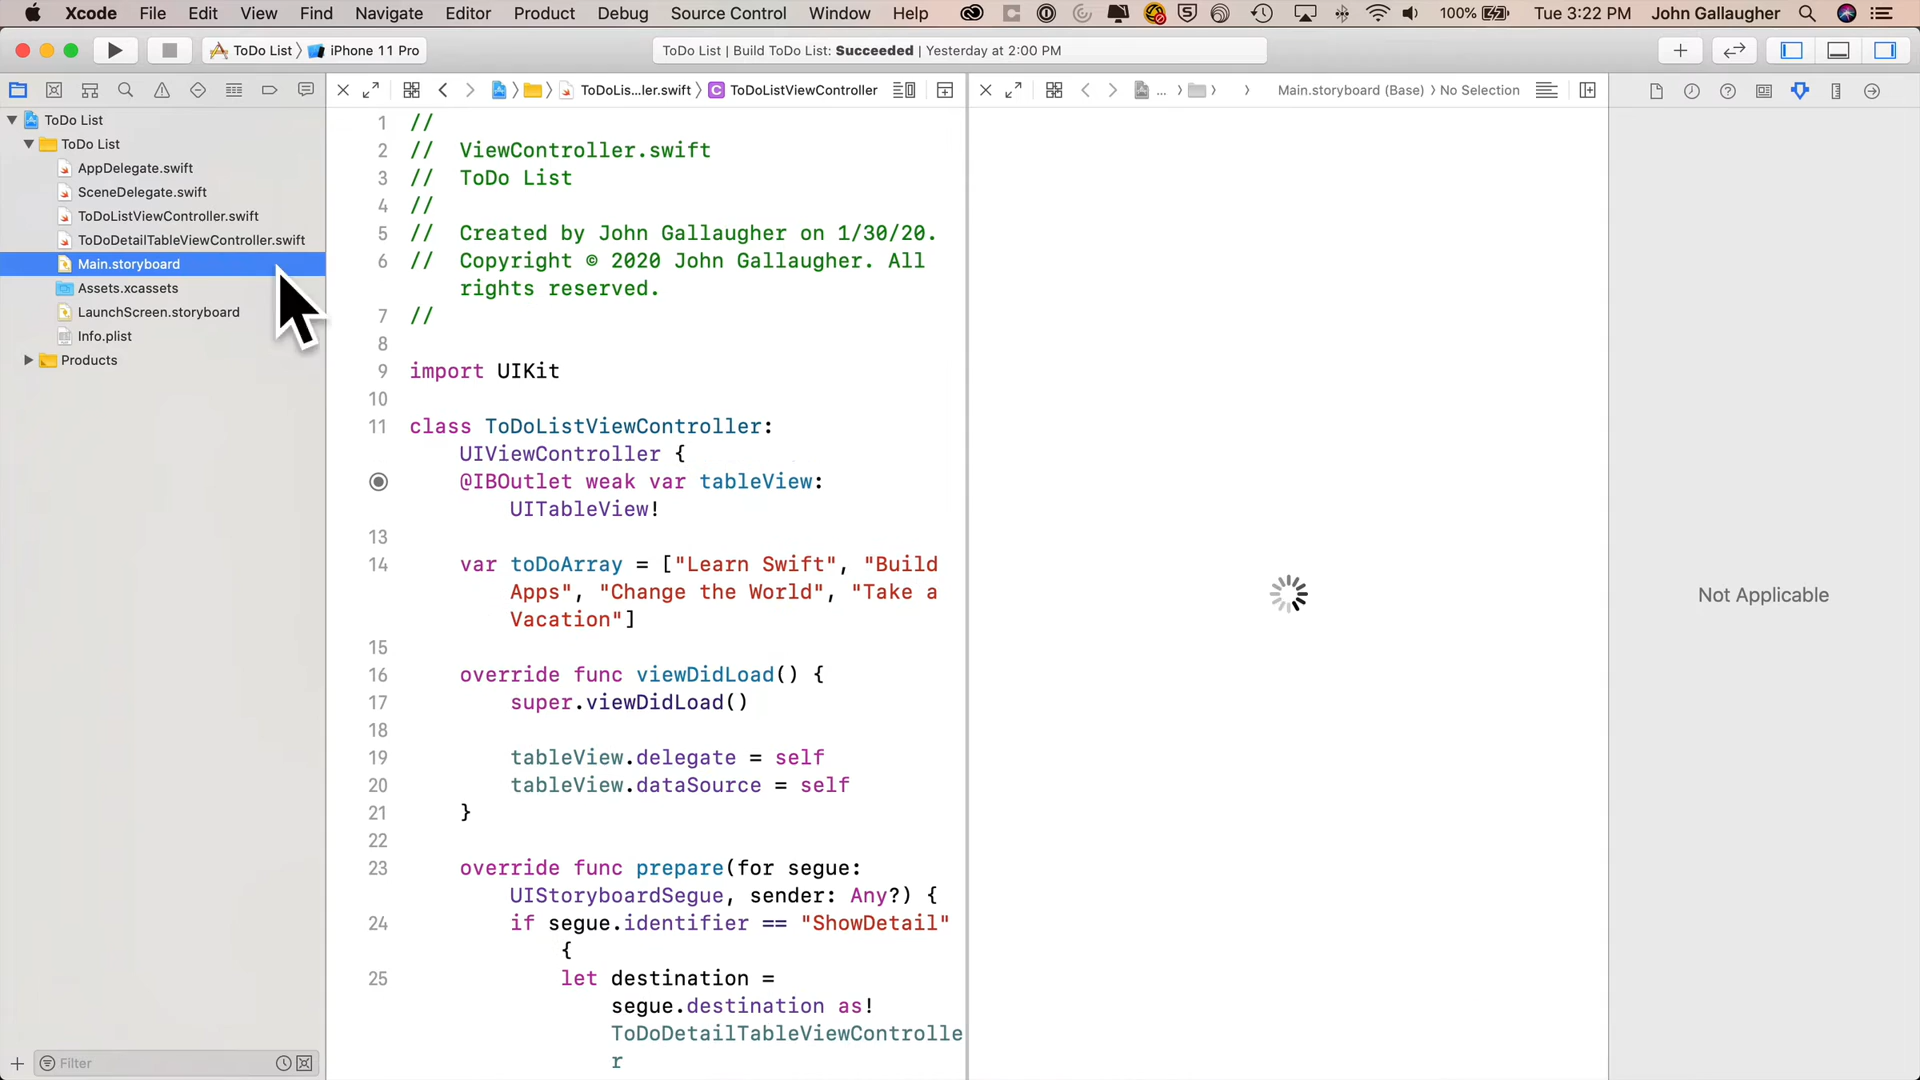 Xcode File Edit View Find Navigate Editor Product Debug Source Control Window Help 100% Tue 3:22 PM John Gallaugher
ToDo List iPhone 11 Pro
ToDo List | Build ToDo List: Succeeded | Yesterday at 2:00 PM
ToDoLis...ler.swift ToDoListViewController
... Main.storyboard (Base) No Selection
ToDo List
ToDo List
AppDelegate.swift
SceneDelegate.swift
ToDoListViewController.swift
ToDoDetailTableViewController.swift
Main.storyboard
Assets.xcassets
LaunchScreen.storyboard
Info.plist
Products
Filter
1 //
2 // ViewController.swift
3 // ToDo List
4 //
5 // Created by John Gallaugher on 1/30/20.
6 // Copyright © 2020 John Gallaugher. All
rights reserved.
7 //
8
9 import UIKit
10
11 class ToDoListViewController:
UIViewController {
@IBOutlet weak var tableView:
UITableView!
13
14 var toDoArray = ["Learn Swift", "Build
Apps", "Change the World", "Take a
Vacation"]
15
16 override func viewDidLoad() {
17 super.viewDidLoad()
18
19 tableView.delegate = self
20 tableView.dataSource = self
21 }
22
23 override func prepare(for segue:
UIStoryboardSegue, sender: Any?) {
24 if segue.identifier == "ShowDetail"
{
25 let destination =
segue.destination as!
ToDoDetailTableViewControlle
r
Not Applicable